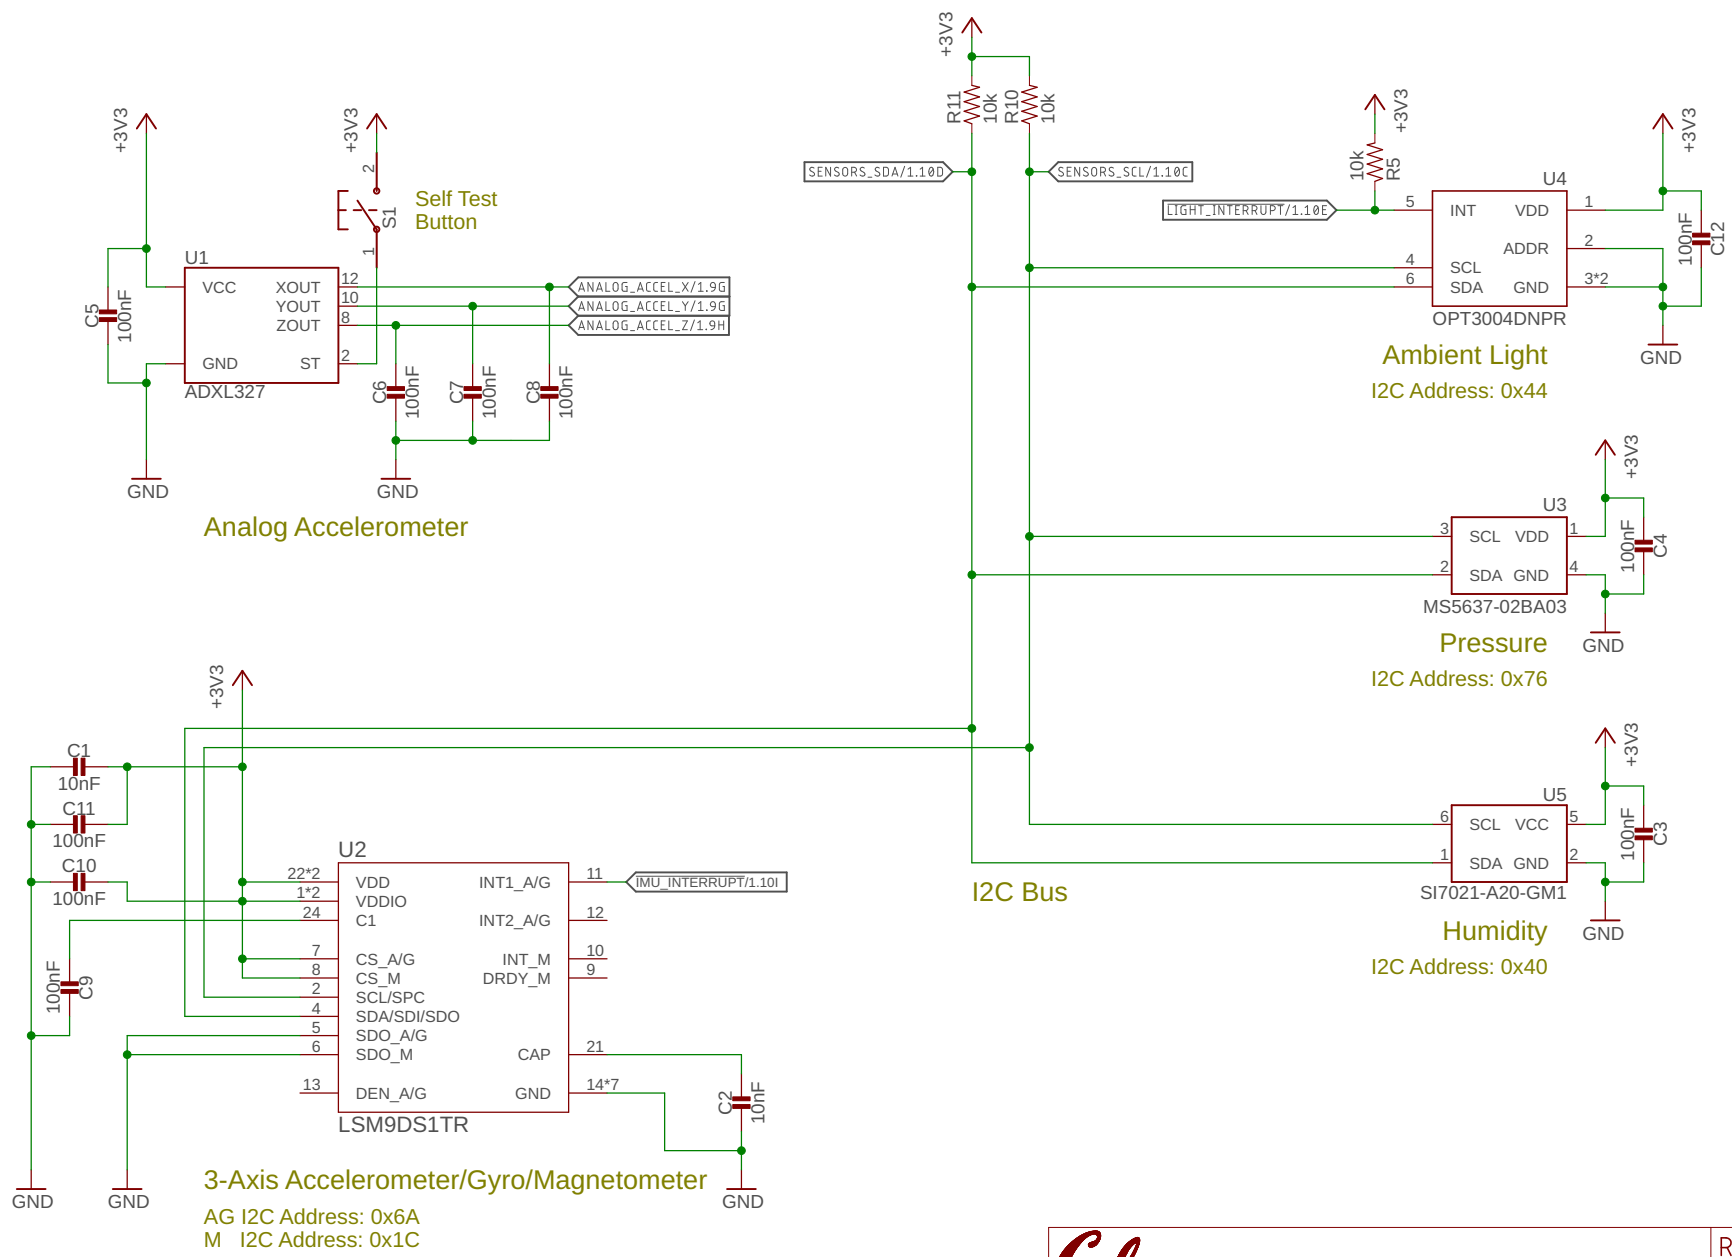 +3V3
+3V3
Self Test
Button
2
S1
1
U1
VCC
XOUT
YOUT
ZOUT
GND
ST
12
10
8
2
ADXL327
C5
100nF
ANALOG_ACCEL_X/1.9G
ANALOG_ACCEL_Y/1.9G
ANALOG_ACCEL_Z/1.9H
C6
100nF
C7
100nF
C8
100nF
GND
GND
Analog Accelerometer
+3V3
R11
10k
R10
10k
SENSORS_SDA/1.10D
SENSORS_SCL/1.10C
+3V3
10k
R5
LIGHT_INTERRUPT/1.10E
+3V3
U4
5
INT
VDD
1
ADDR
2
4
SCL
6
SDA
GND
3*2
OPT3004DNPR
100nF
C12
GND
Ambient Light
I2C Address: 0x44
+3V3
U3
3
SCL
VDD
1
2
SDA
GND
4
MS5637-02BA03
100nF
C4
GND
Pressure
I2C Address: 0x76
+3V3
U5
6
SCL
VCC
5
1
SDA
GND
2
SI7021-A20-GM1
100nF
C3
GND
Humidity
I2C Address: 0x40
I2C Bus
+3V3
C1
10nF
C11
100nF
C10
100nF
100nF
C9
U2
22*2
VDD
1*2
VDDIO
24
C1
7
CS_A/G
8
CS_M
2
SCL/SPC
4
SDA/SDI/SDO
5
SDO_A/G
6
SDO_M
13
DEN_A/G
INT1_A/G
11
INT2_A/G
12
INT_M
10
DRDY_M
9
CAP
21
GND
14*7
LSM9DS1TR
IMU_INTERRUPT/1.10I
C2
10nF
GND
GND
GND
3-Axis Accelerometer/Gyro/Magnetometer
AG I2C Address: 0x6A
M I2C Address: 0x1C
R